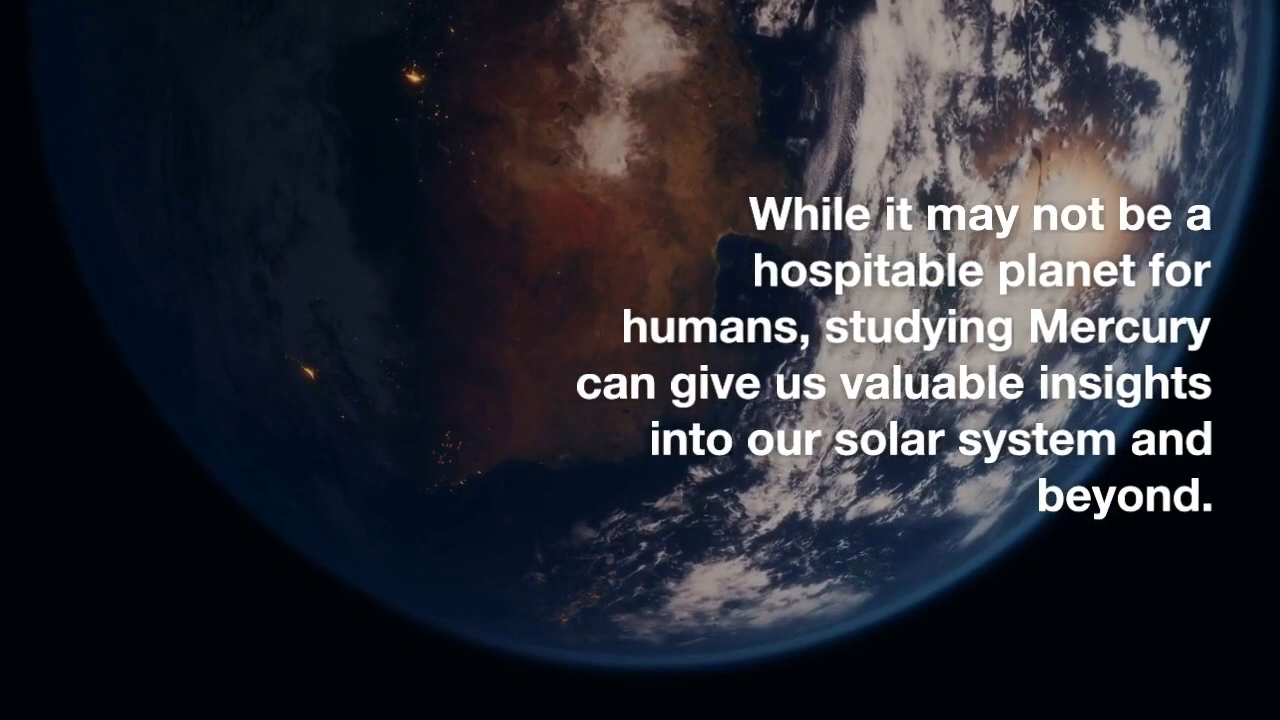 While it may not be a
hospitable planet for
humans, studying Mercury
can give us valuable insights
into our solar system and
beyond.